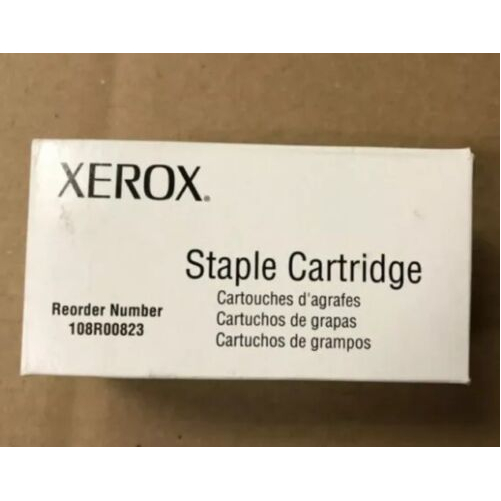 XEROX.
Staple Cartridge
Cartouches d'agrafes
Cartuchos de grapas
Cartuchos de grampos
Reorder Number
108R00823